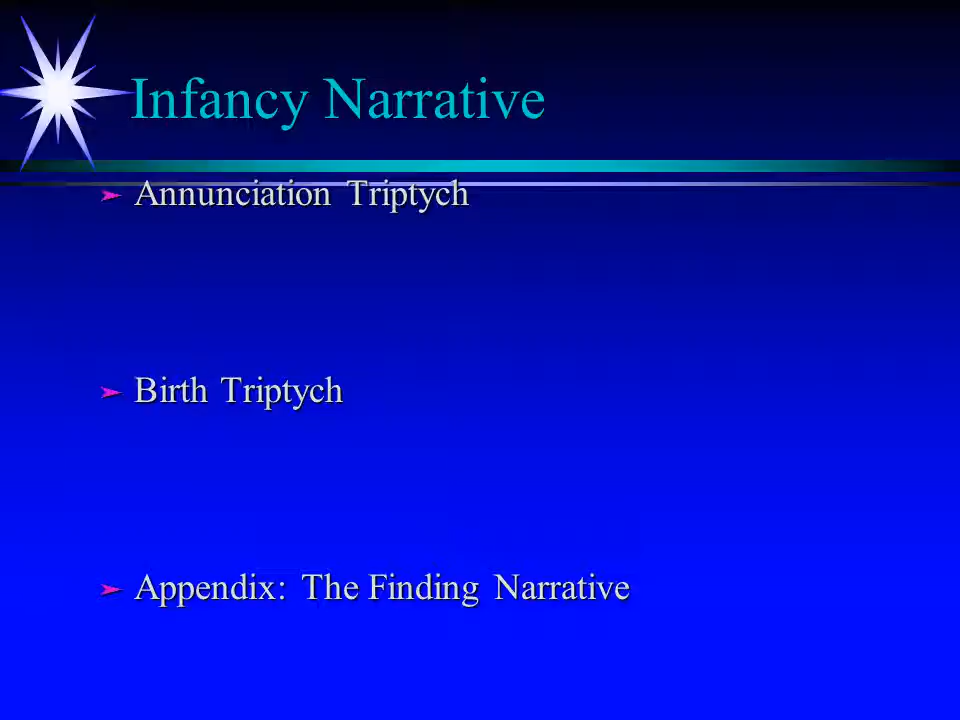 Infancy Narrative
Annunciation Triptych
Birth Triptych
Appendix: The Finding Narrative